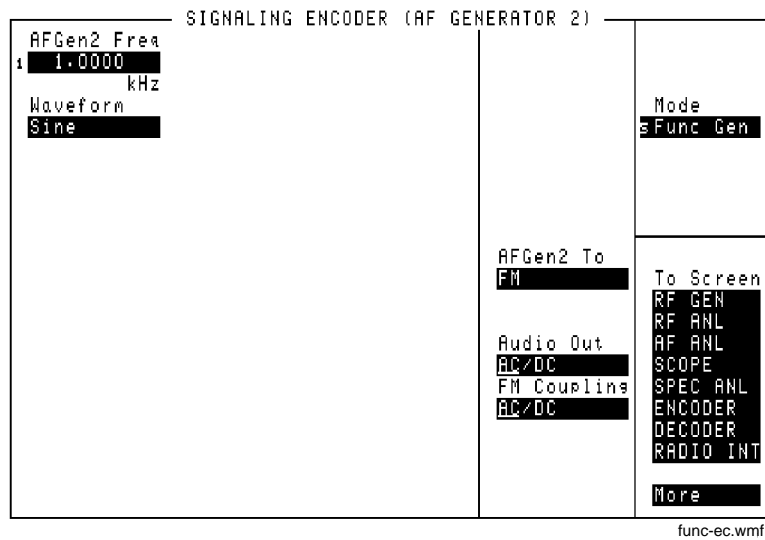 SIGNALING ENCODER (AF GENERATOR 2)
AFGen2 Freq
1 1.0000
kHz
Waveform
Sine
Mode
sFunc Gen
AFGen2 To
FM
Audio Out
AC/DC
FM Coupling
AC/DC
To Screen
RF GEN
RF ANL
AF ANL
SCOPE
SPEC ANL
ENCODER
DECODER
RADIO INT
More
func-ec.wmf